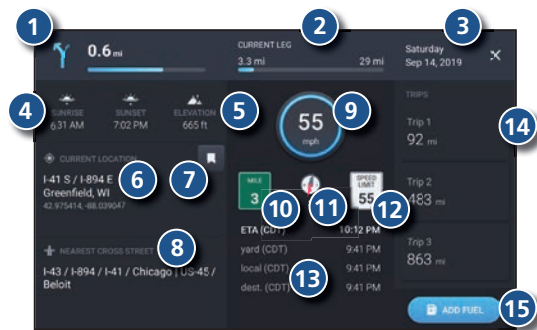 1
2
3
0.6 mi
CURRENT LEG
3.3 mi
29 mi
Saturday
Sep 14, 2019
4
SUNRISE
6:31 AM
SUNSET
7:02 PM
ELEVATION
665 ft
5
55
mph
9
TRIPS
Trip 1
92 mi
14
CURRENT LOCATION
I-41 S / I-894 E
Greenfield, WI
42.975414, -88.039047
6
7
MILE
3
10
11
SPEED
LIMIT
55
12
Trip 2
483 mi
NEAREST CROSS STREET
8
I-43 / I-894 / I-41 / Chicago | US-45 /
Beloit
ETA (CDT)
10:12 PM
yard (CDT)
9:41 PM
local (CDT)
9:41 PM
dest. (CDT)
9:41 PM
13
Trip 3
863 mi
ADD FUEL
15